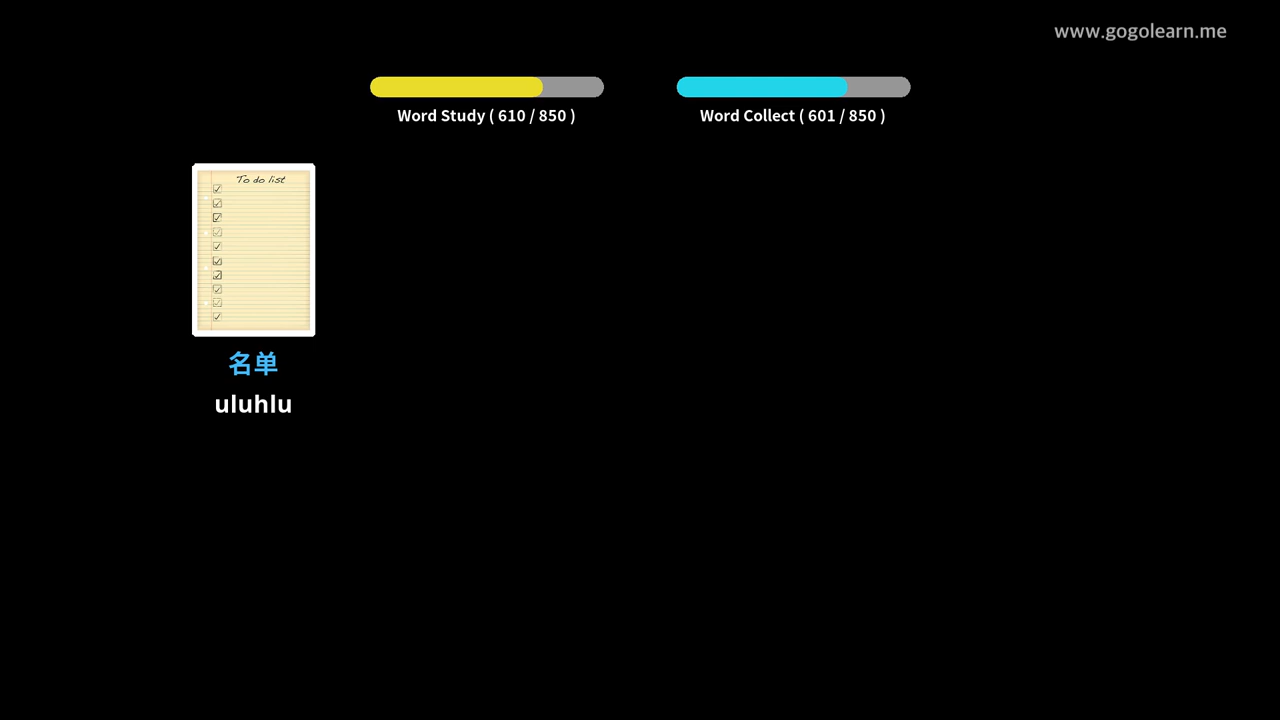 www.gogolearn.me
Word Study ( 610 / 850 )
Word Collect ( 601 / 850 )
To do list
名单
uluhlu